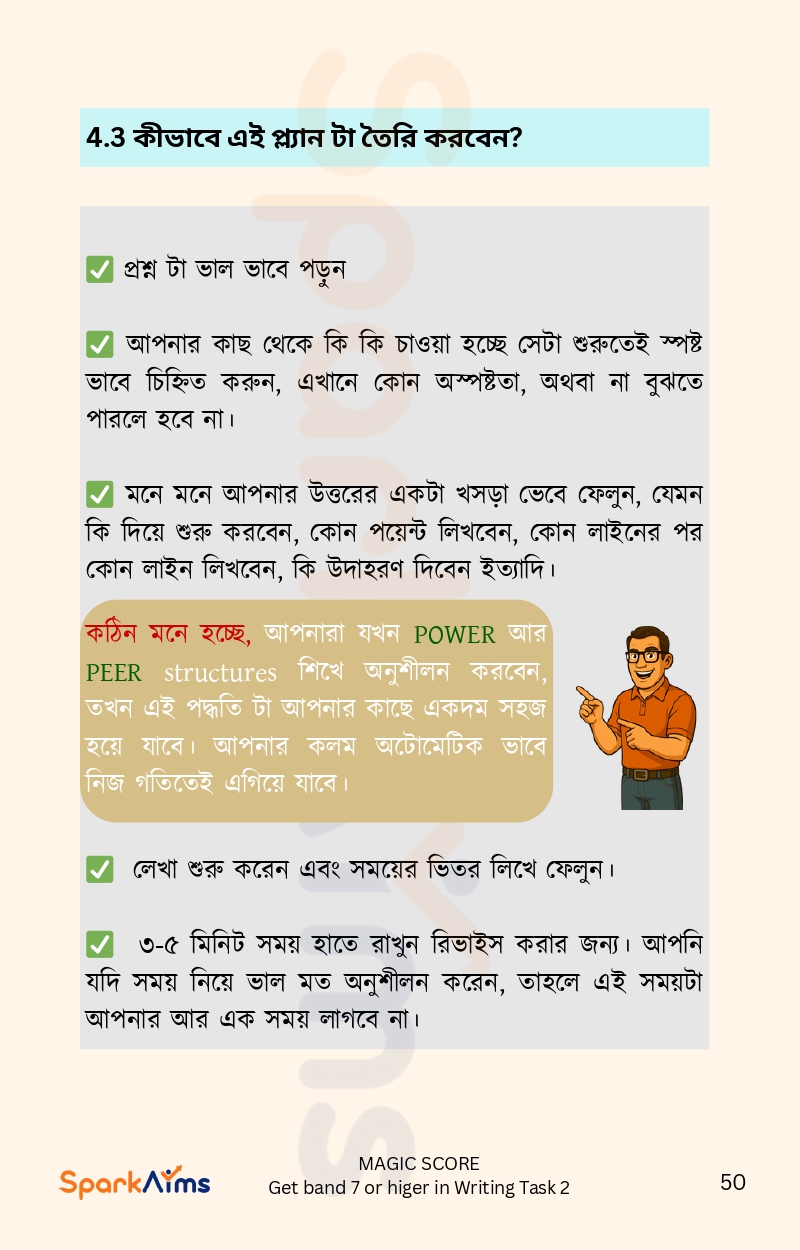 4.3 কীভাবে এই প্ল্যান টা তৈরি করবেন?
✅ প্রশ্ন টা ভাল ভাবে পড়ুন
✅ আপনার কাছ থেকে কি কি চাওয়া হচ্ছে সেটা শুরুতেই স্পষ্ট
ভাবে চিহ্নিত করুন, এখানে কোন অস্পষ্টতা, অথবা না বুঝতে
পারলে হবে না।
✅ মনে মনে আপনার উত্তরের একটা খসড়া ভেবে ফেলুন, যেমন
কি দিয়ে শুরু করবেন, কোন পয়েন্ট লিখবেন, কোন লাইনের পর
কোন লাইন লিখবেন, কি উদাহরণ দিবেন ইত্যাদি।
কঠিন মনে হচ্ছে, আপনারা যখন POWER আর
PEER structures শিখে অনুশীলন করবেন,
তখন এই পদ্ধতি টা আপনার কাছে একদম সহজ
হয়ে যাবে। আপনার কলম অটোমেটিক ভাবে
নিজ গতিতেই এগিয়ে যাবে।
✅ লেখা শুরু করেন এবং সময়ের ভিতর লিখে ফেলুন।
✅ ৩-৫ মিনিট সময় হাতে রাখুন রিভাইস করার জন্য। আপনি
যদি সময় নিয়ে ভাল মত অনুশীলন করেন, তাহলে এই সময়টা
আপনার আর এক সময় লাগবে না।
SparkAims
MAGIC SCORE
Get band 7 or higer in Writing Task 2
50
SparkAims